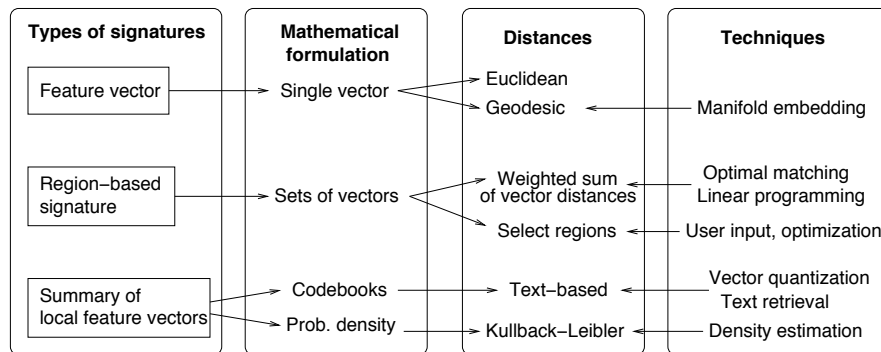 Types of signatures
Feature vector
Region−based
signature
Summary of
local feature vectors
Mathematical
formulation
Single vector
Sets of vectors
Codebooks
Prob. density
Distances
Euclidean
Geodesic
Weighted sum
of vector distances
Select regions
Text−based
Kullback−Leibler
Techniques
Manifold embedding
Optimal matching
Linear programming
User input, optimization
Vector quantization
Text retrieval
Density estimation